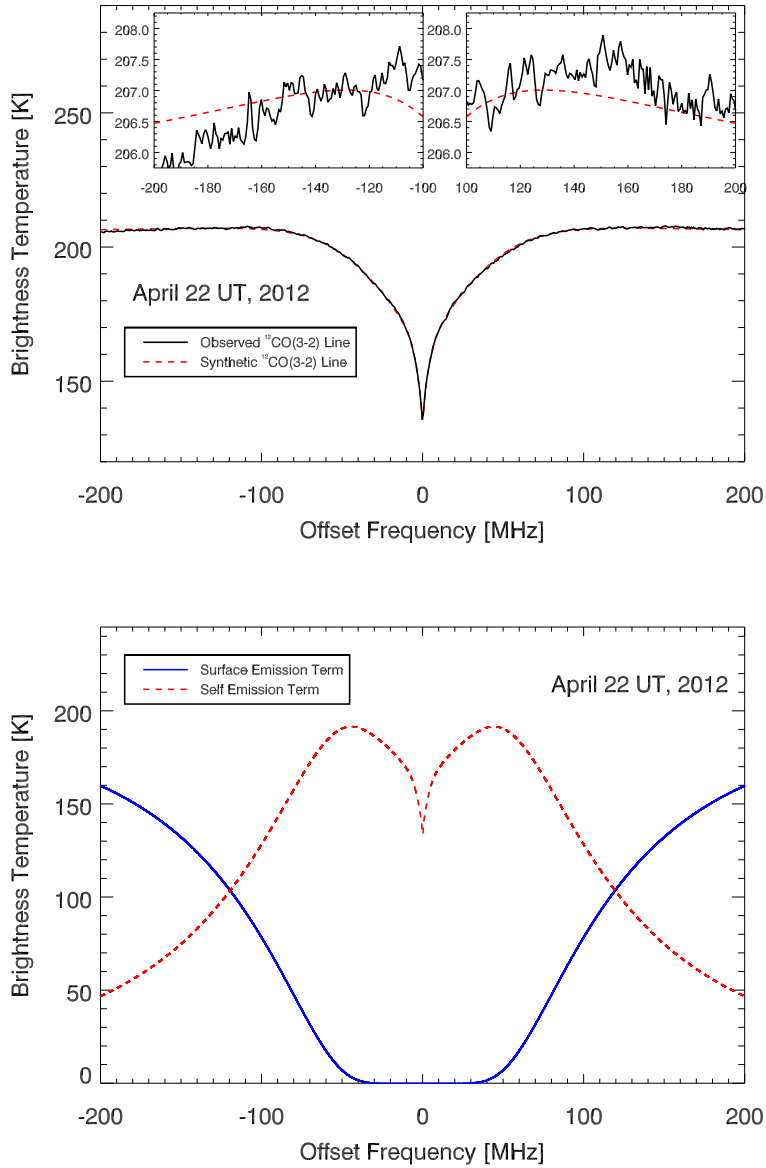 208.0
207.5
207.0
206.5
206.0
-200 -180 -160 -140 -120 -100
208.0
207.5
207.0
206.5
206.0
100 120 140 160 180 200
Brightness Temperature [K]
250
200
150
April 22 UT, 2012
Observed ¹²CO(3-2) Line
Synthetic ¹²CO(3-2) Line
-200 -100 0 100 200
Offset Frequency [MHz]
Brightness Temperature [K]
200
150
100
50
0
Surface Emission Term
Self Emission Term
April 22 UT, 2012
-200 -100 0 100 200
Offset Frequency [MHz]